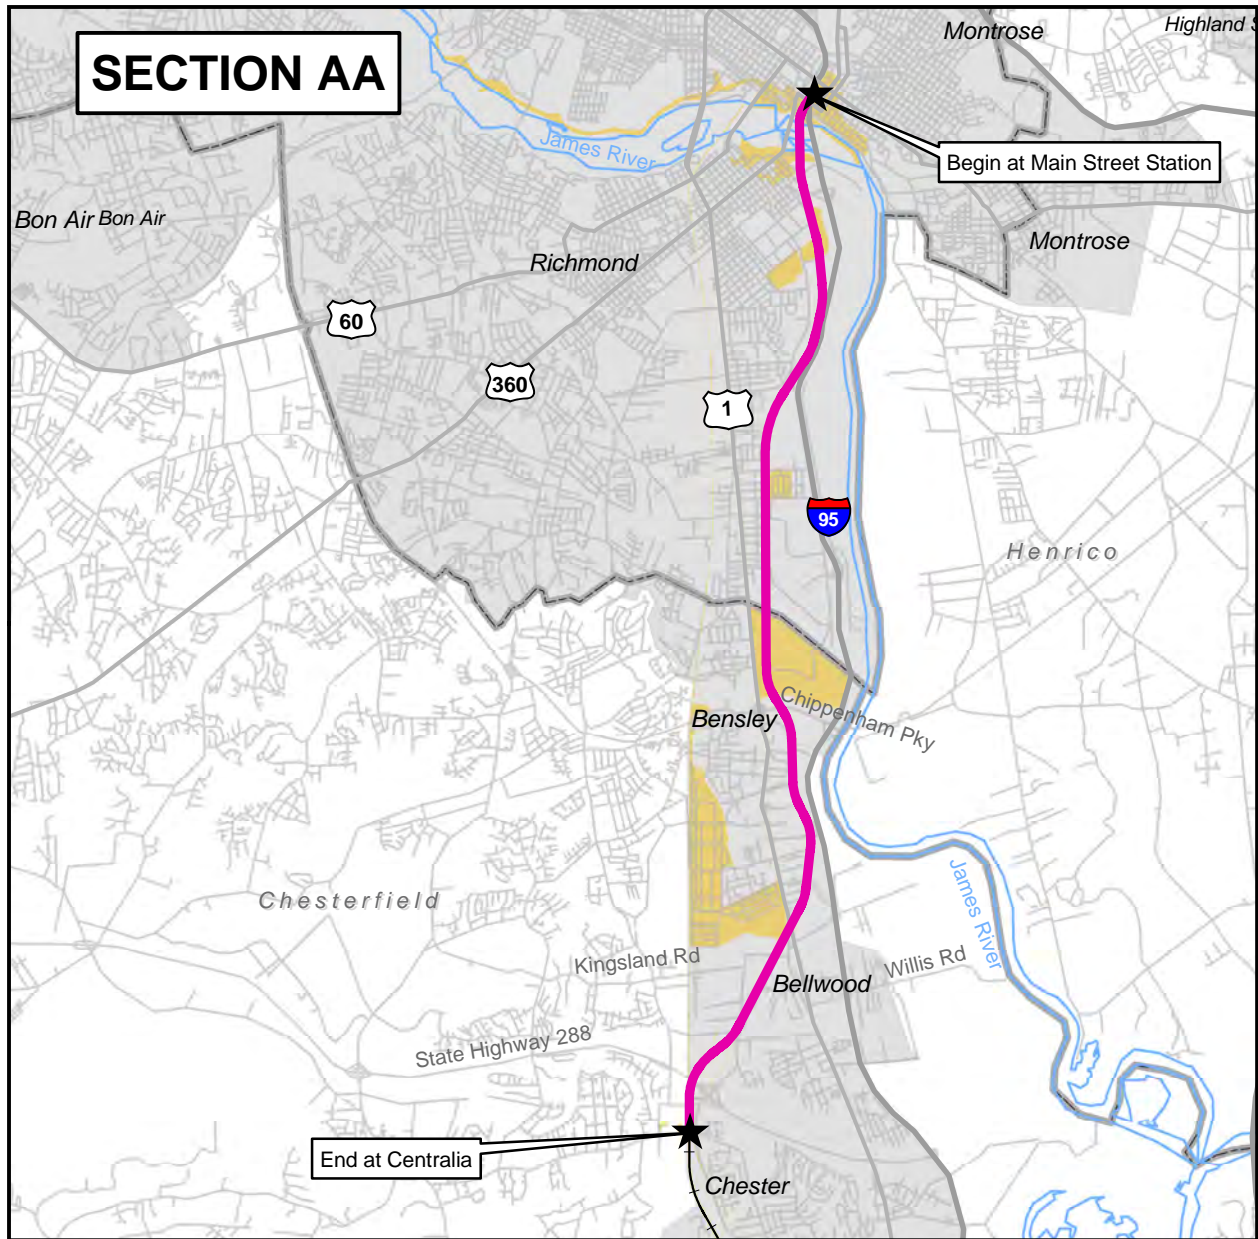 SECTION AA
Montrose
Highland S
James River
Begin at Main Street Station
Bon Air
Bon Air
Montrose
Richmond
60
360
1
95
Henrico
Chippenham Pky
Bensley
James River
Chesterfield
Kingsland Rd
Willis Rd
Bellwood
State Highway 288
End at Centralia
Chester